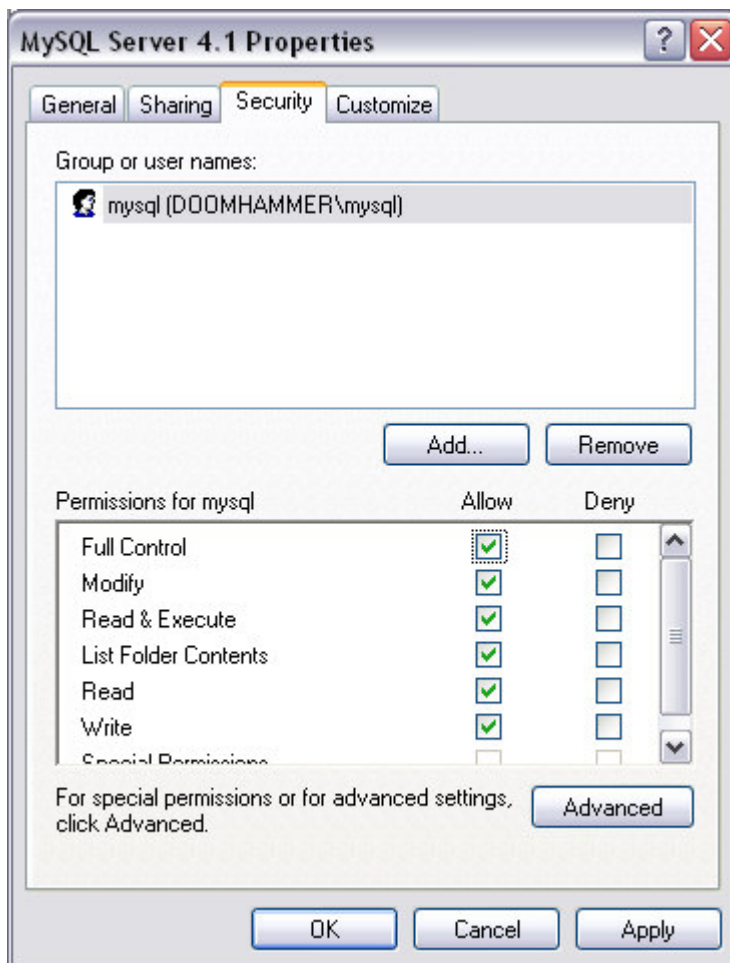 MySQL Server 4.1 Properties
General Sharing Security Customize
Group or user names:
mysql (DOOMHAMMER\mysql)
Add... Remove
Permissions for mysql Allow Deny
Full Control
Modify
Read & Execute
List Folder Contents
Read
Write
Special Permissions
For special permissions or for advanced settings,
click Advanced.
Advanced
OK Cancel Apply